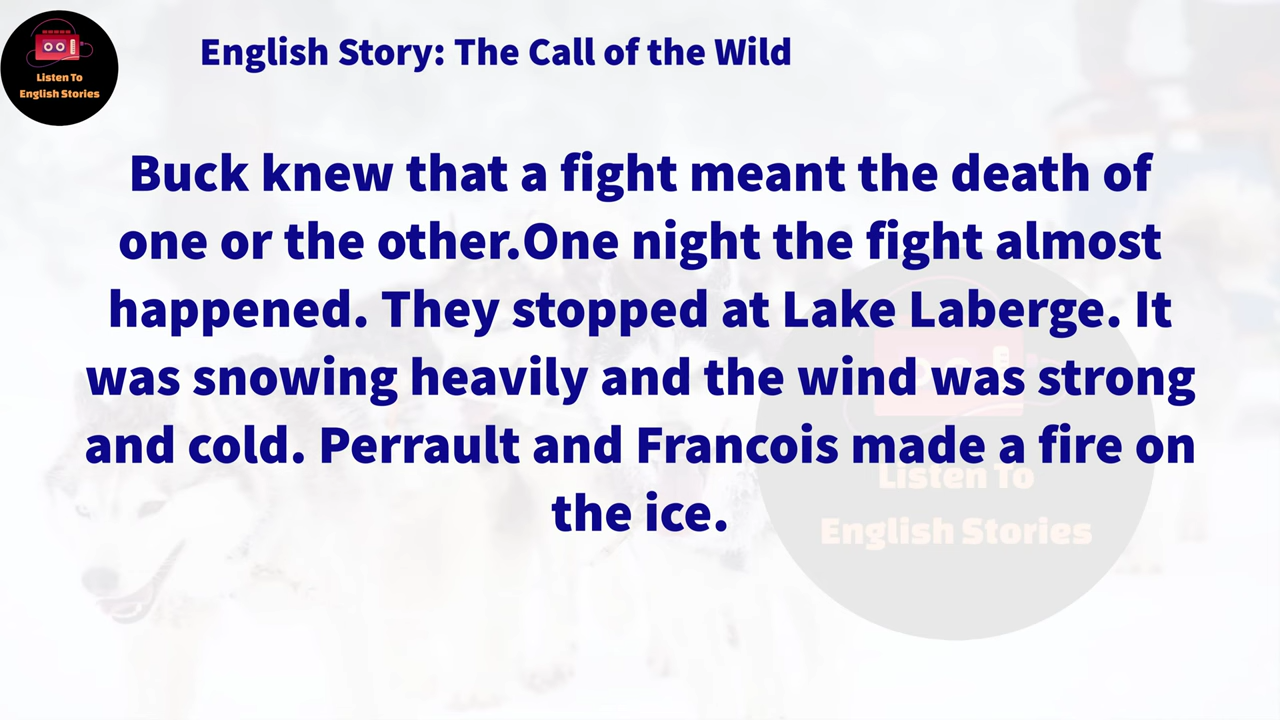 Listen To
English Stories
English Story: The Call of the Wild
Buck knew that a fight meant the death of
one or the other.One night the fight almost
happened. They stopped at Lake Laberge. It
was snowing heavily and the wind was strong
and cold. Perrault and Francois made a fire on
the ice.
Listen To
English Stories